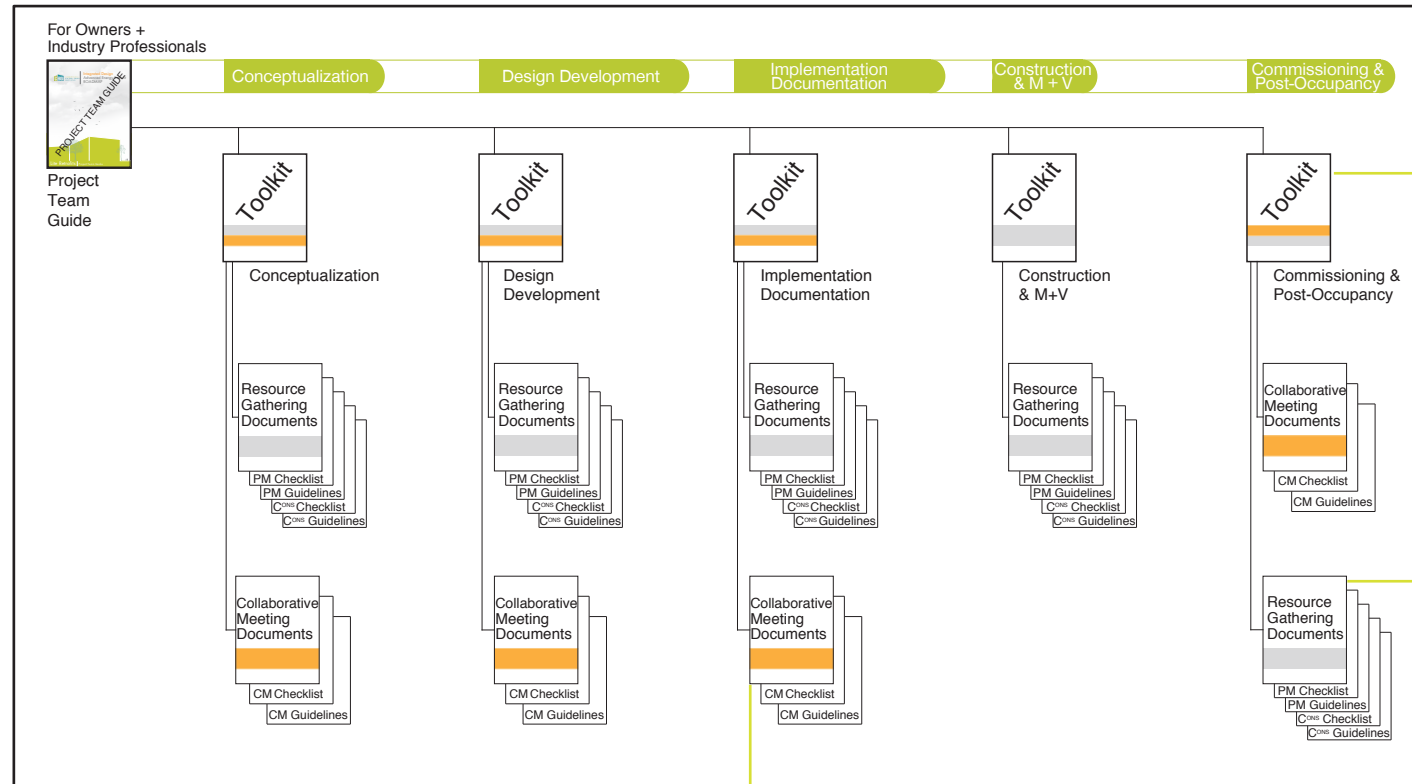 For Owners +
Industry Professionals
PROJECT TEAM GUIDE
Project
Team
Guide
Conceptualization
Design Development
Implementation
Documentation
Construction
& M + V
Commissioning &
Post-Occupancy
Toolkit
Conceptualization
Toolkit
Design
Development
Toolkit
Implementation
Documentation
Toolkit
Construction
& M+V
Toolkit
Commissioning &
Post-Occupancy
Resource
Gathering
Documents
PM Checklist
PM Guidelines
CONS Checklist
CONS Guidelines
Resource
Gathering
Documents
PM Checklist
PM Guidelines
CONS Checklist
CONS Guidelines
Resource
Gathering
Documents
PM Checklist
PM Guidelines
CONS Checklist
CONS Guidelines
Resource
Gathering
Documents
PM Checklist
PM Guidelines
CONS Checklist
CONS Guidelines
Collaborative
Meeting
Documents
CM Checklist
CM Guidelines
Collaborative
Meeting
Documents
CM Checklist
CM Guidelines
Collaborative
Meeting
Documents
CM Checklist
CM Guidelines
Collaborative
Meeting
Documents
CM Checklist
CM Guidelines
Resource
Gathering
Documents
PM Checklist
PM Guidelines
CONS Checklist
CONS Guidelines